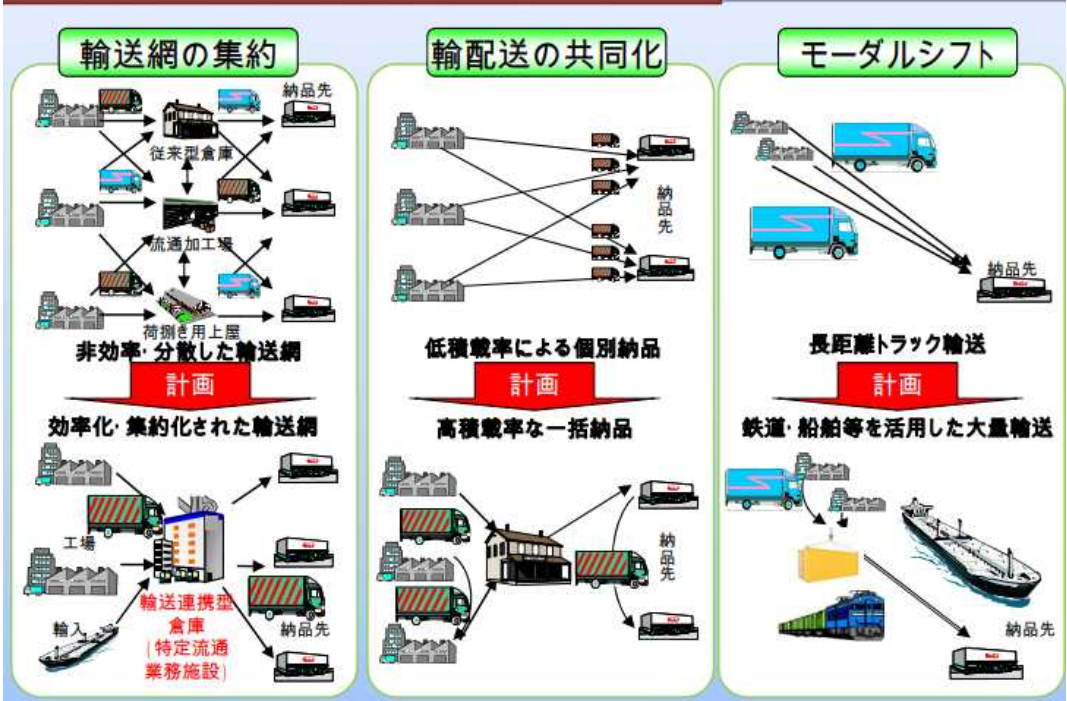 輸送網の集約
納品先
従来型倉庫
流通加工場
荷捌き用上屋
非効率・分散した輸送網
計画
効率化・集約化された輸送網
工場
輸入
輸送連携型
倉庫
(特定流通
業務施設)
納品先
輸配送の共同化
納品先
低積載率による個別納品
計画
高積載率な一括納品
納品先
モーダルシフト
納品先
長距離トラック輸送
計画
鉄道・船舶等を活用した大量輸送
納品先